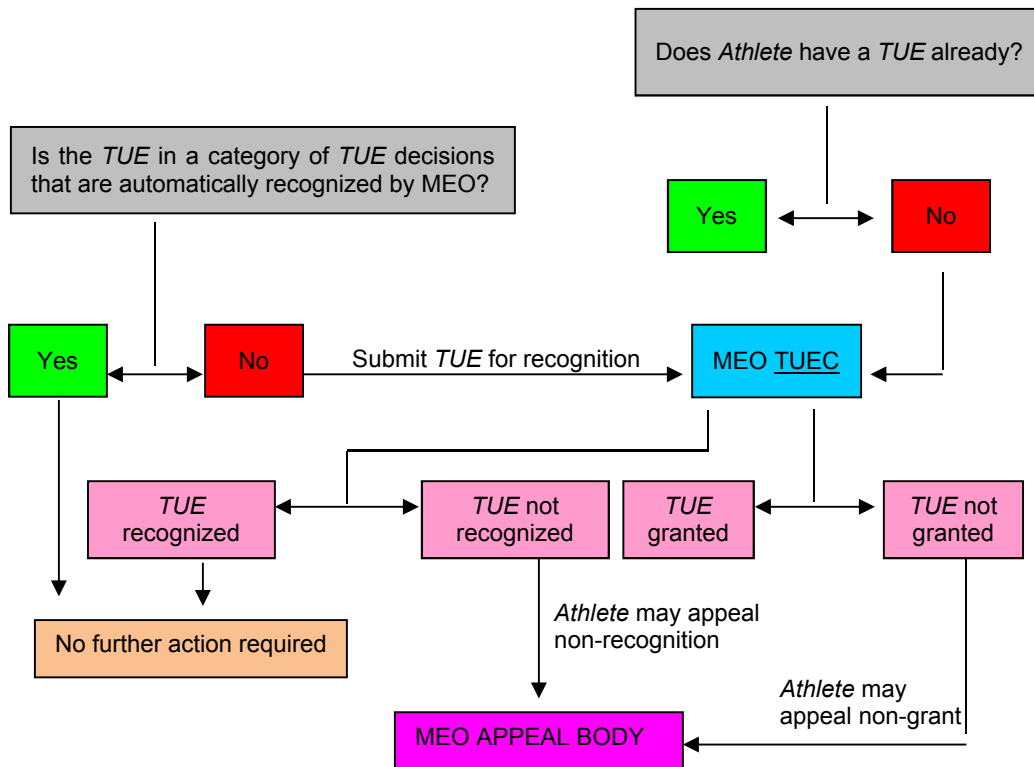 Does Athlete have a TUE already?
Is the TUE in a category of TUE decisions
that are automatically recognized by MEO?
Yes
No
Yes
No
Submit TUE for recognition
MEO TUEC
TUE
recognized
TUE not
recognized
TUE
granted
TUE not
granted
Athlete may appeal
non-recognition
No further action required
Athlete may
appeal non-grant
MEO APPEAL BODY